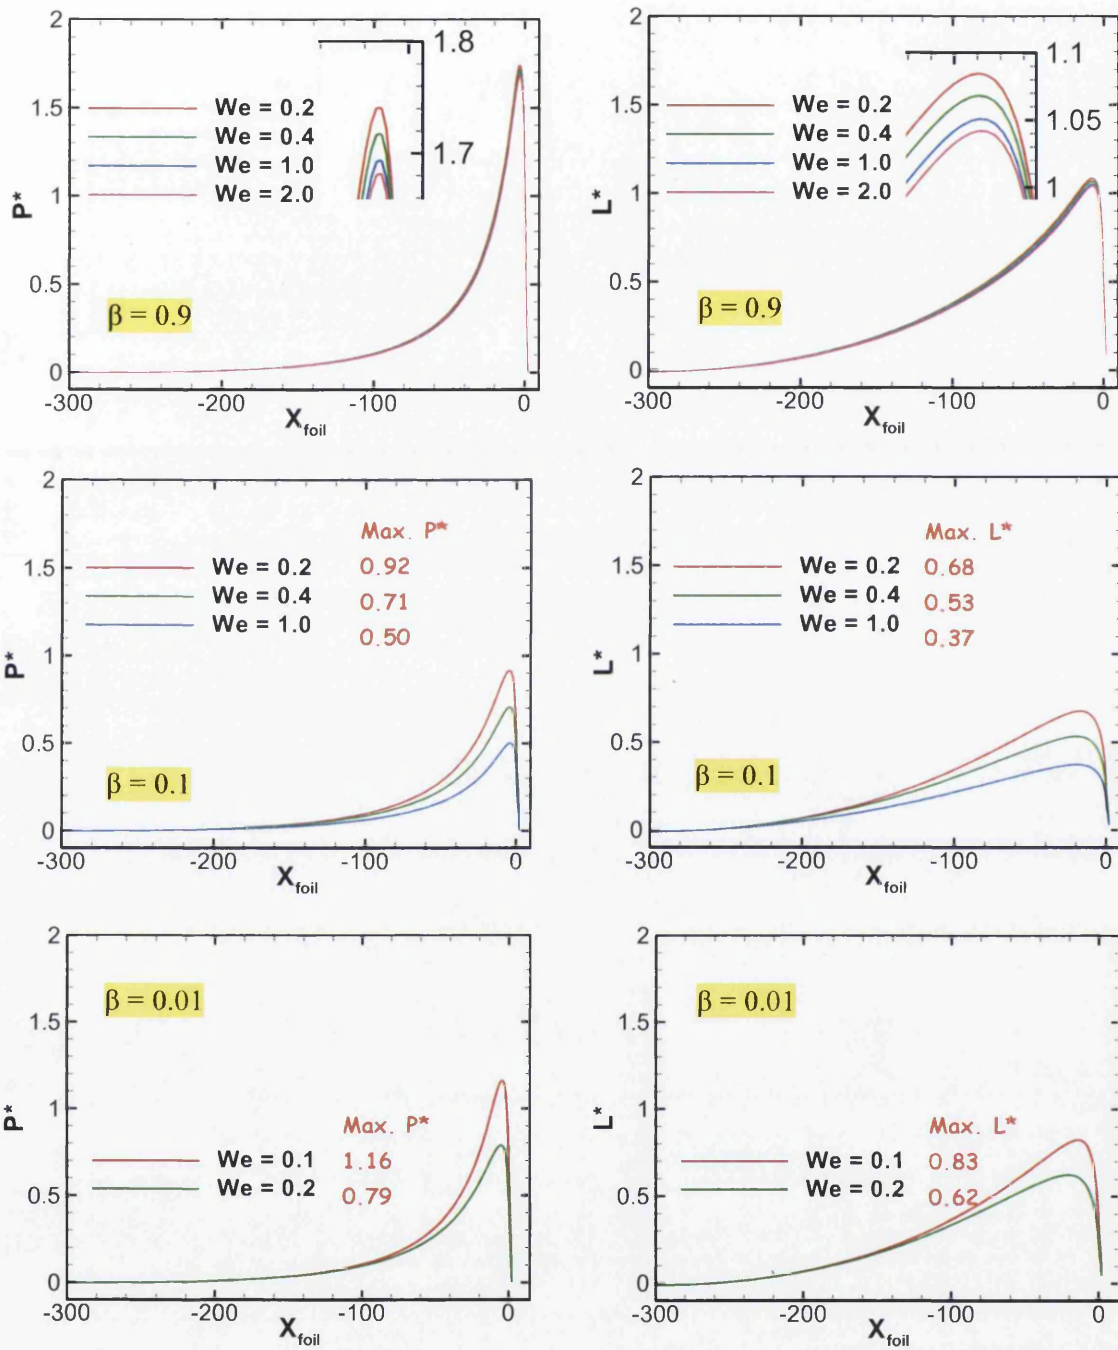 2
1.5
1
0.5
0
P*
We = 0.2
We = 0.4
We = 1.0
We = 2.0
1.8
1.7
β = 0.9
-300
-200
-100
0
X foil
2
1.5
1
0.5
0
L*
We = 0.2
We = 0.4
We = 1.0
We = 2.0
1.1
1.05
1
β = 0.9
-300
-200
-100
0
X foil
2
1.5
1
0.5
0
P*
Max. P*
We = 0.2 0.92
We = 0.4 0.71
We = 1.0 0.50
β = 0.1
-300
-200
-100
0
X foil
2
1.5
1
0.5
0
L*
Max. L*
We = 0.2 0.68
We = 0.4 0.53
We = 1.0 0.37
β = 0.1
-300
-200
-100
0
X foil
2
1.5
1
0.5
0
P*
β = 0.01
Max. P*
We = 0.1 1.16
We = 0.2 0.79
-300
-200
-100
0
X foil
2
1.5
1
0.5
0
L*
β = 0.01
Max. L*
We = 0.1 0.83
We = 0.2 0.62
-300
-200
-100
0
X foil